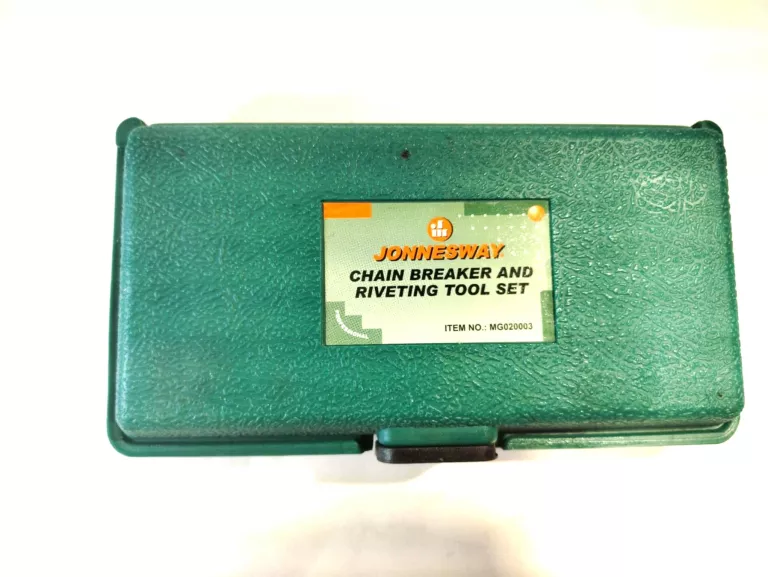 JONNESWAY
CHAIN BREAKER AND
RIVETING TOOL SET
ITEM NO.: MG020003